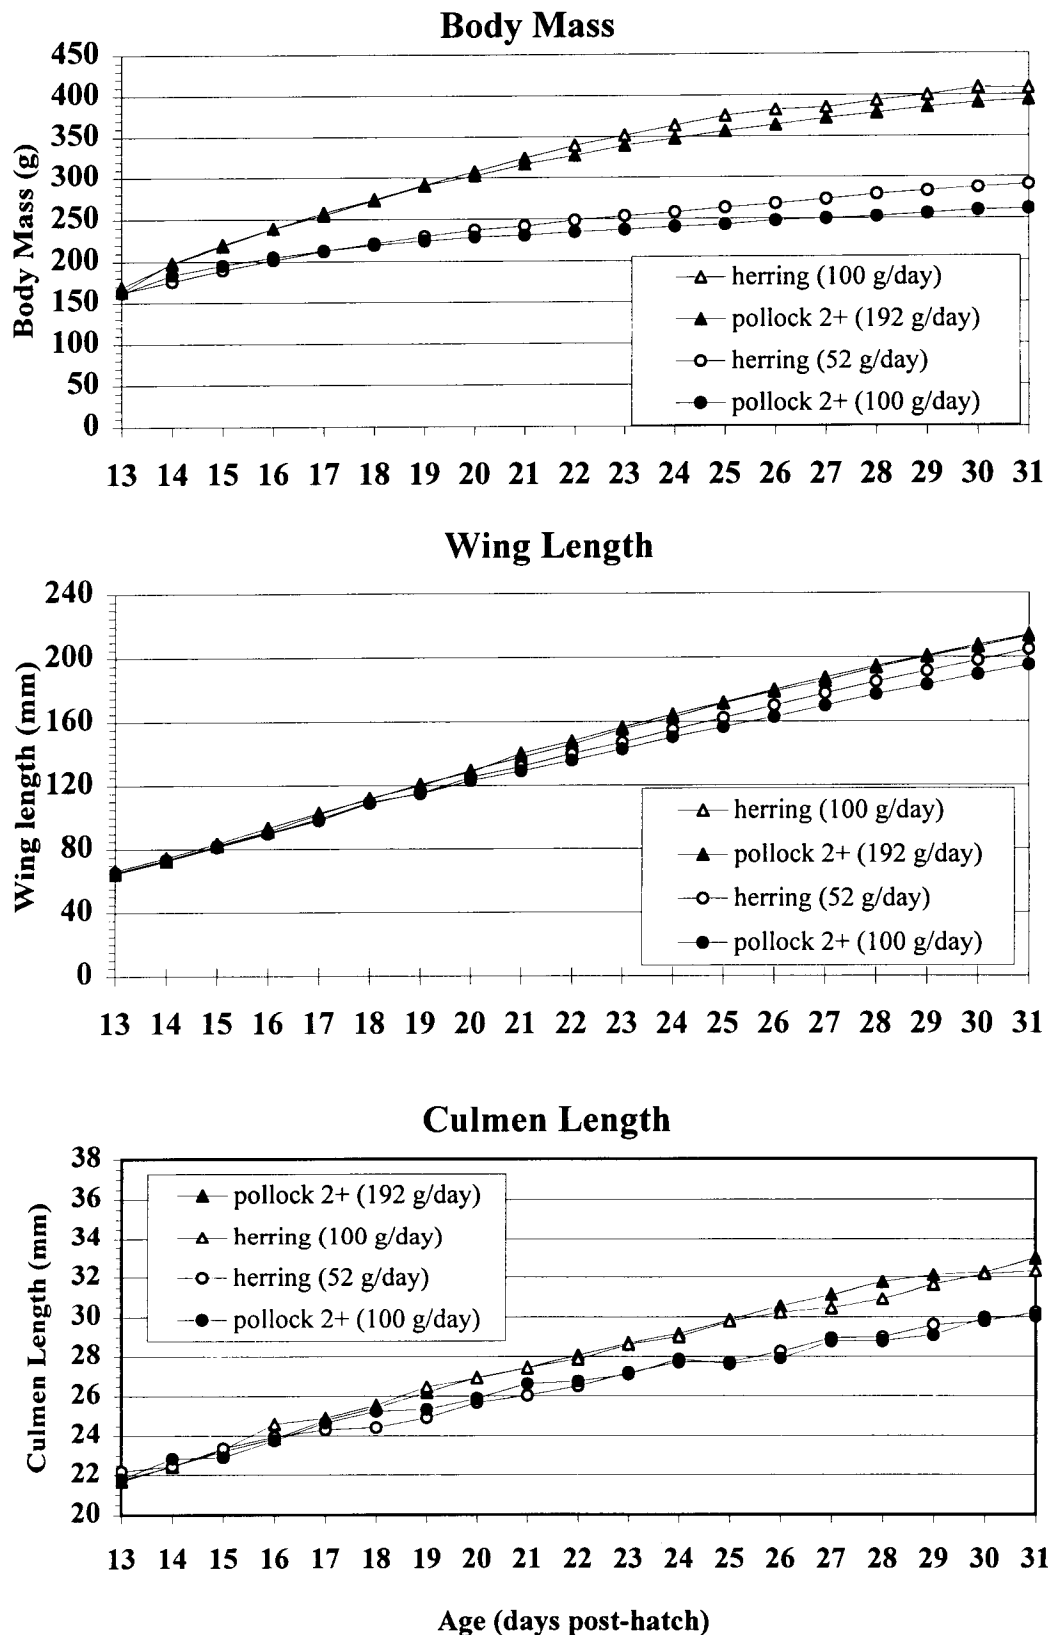 Body Mass
Body Mass (g)
450
400
350
300
250
200
150
100
50
0
herring (100 g/day)
pollock 2+ (192 g/day)
herring (52 g/day)
pollock 2+ (100 g/day)
13 14 15 16 17 18 19 20 21 22 23 24 25 26 27 28 29 30 31
Wing Length
Wing length (mm)
240
200
160
120
80
40
0
herring (100 g/day)
pollock 2+ (192 g/day)
herring (52 g/day)
pollock 2+ (100 g/day)
13 14 15 16 17 18 19 20 21 22 23 24 25 26 27 28 29 30 31
Culmen Length
Culmen Length (mm)
38
36
34
32
30
28
26
24
22
20
pollock 2+ (192 g/day)
herring (100 g/day)
herring (52 g/day)
pollock 2+ (100 g/day)
13 14 15 16 17 18 19 20 21 22 23 24 25 26 27 28 29 30 31
Age (days post-hatch)